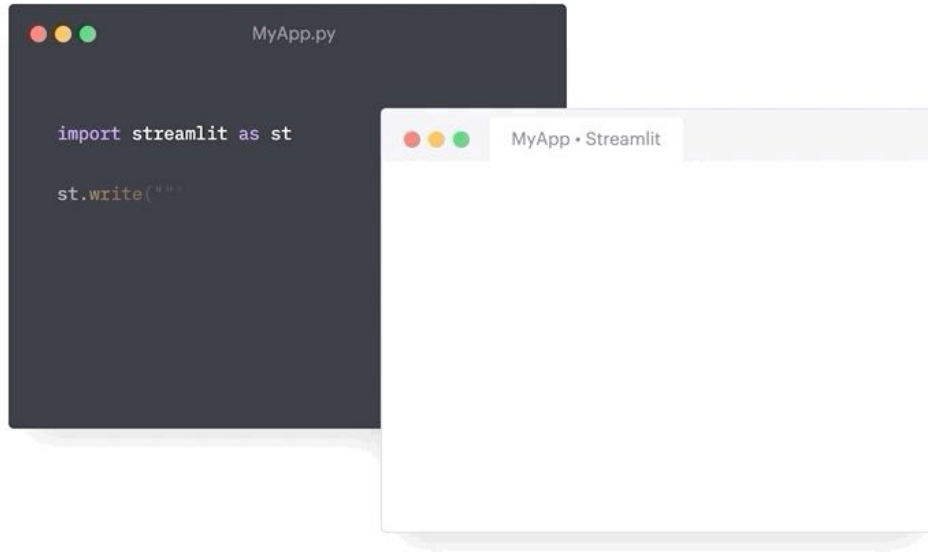 MyApp.py
import streamlit as st
st.write("""
MyApp • Streamlit